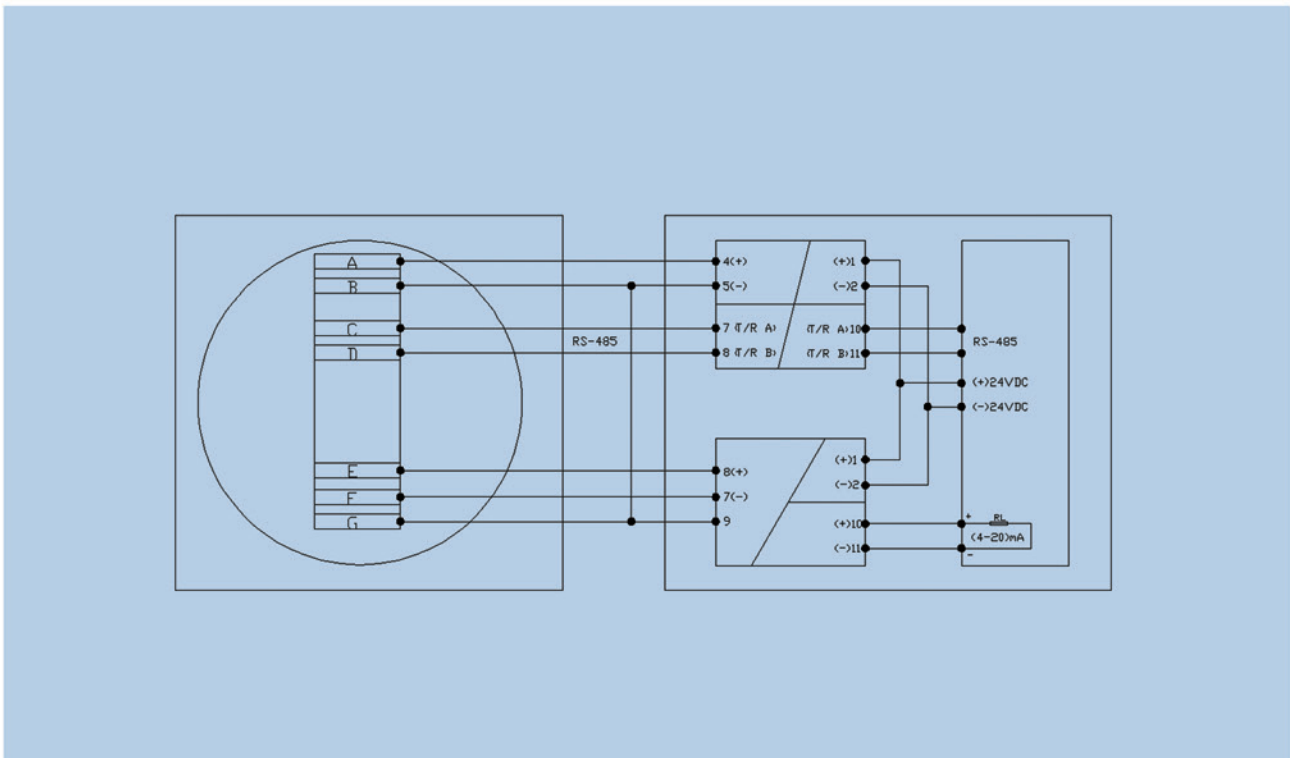 A
B
C
D
E
F
G
RS-485
4(+)
5(-)
7 (T/R A)
8 (T/R B)
(+)1
(-)2
(T/R A)10
(T/R B)11
8(+)
7(-)
9
(+)1
(-)2
(+)10
(-)11
RS-485
(+)24VDC
(-)24VDC
+ RL
(4-20)mA
-